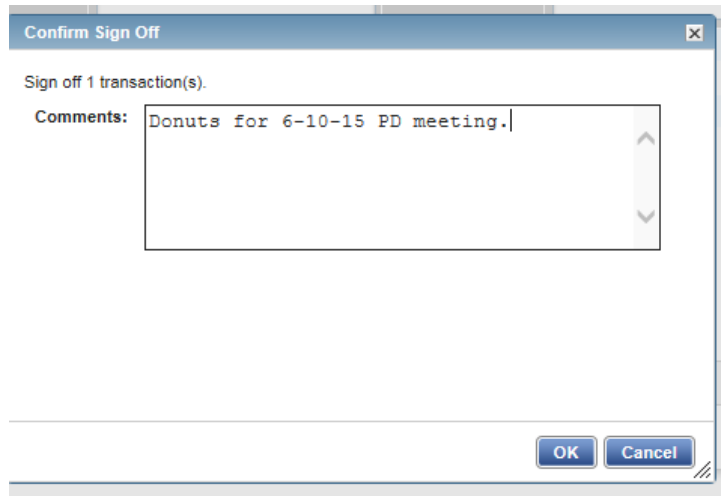 Confirm Sign Off
Sign off 1 transaction(s).
Comments:
Donuts for 6-10-15 PD meeting.
OK
Cancel